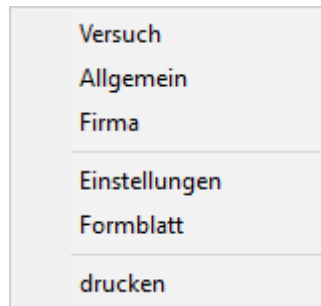 Versuch
Allgemein
Firma
Einstellungen
Formblatt
drucken